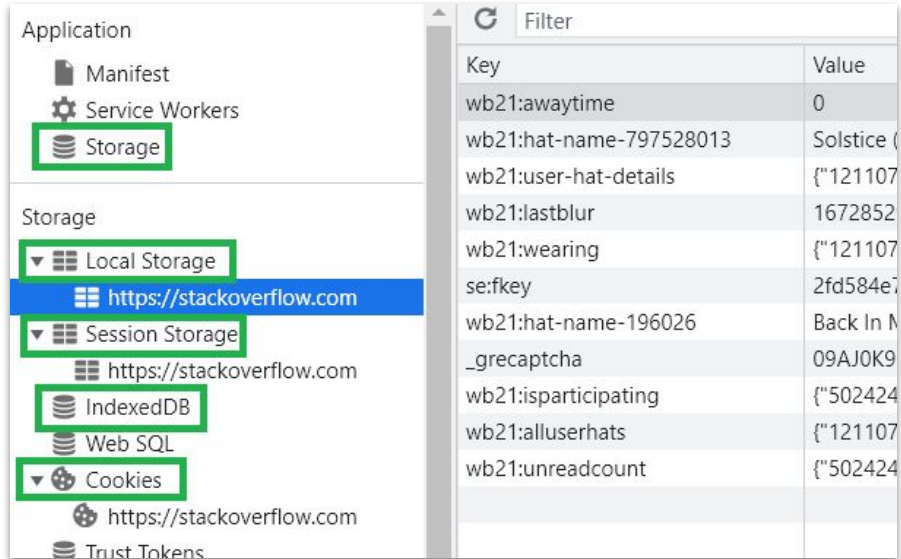 Application
Manifest
Service Workers
Storage
Storage
Local Storage
https://stackoverflow.com
Session Storage
https://stackoverflow.com
IndexedDB
Web SQL
Cookies
https://stackoverflow.com
Trust Tokens
Filter
Key Value
wb21:awaytime 0
wb21:hat-name-797528013 Solstice (
wb21:user-hat-details {"121107
wb21:lastblur 1672852
wb21:wearing {"121107
se:fkey 2fd584e7
wb21:hat-name-196026 Back In
_grecaptcha 09AJ0K9
wb21:isparticipating {"502424
wb21:alluserhats {"121107
wb21:unreadcount {"502424